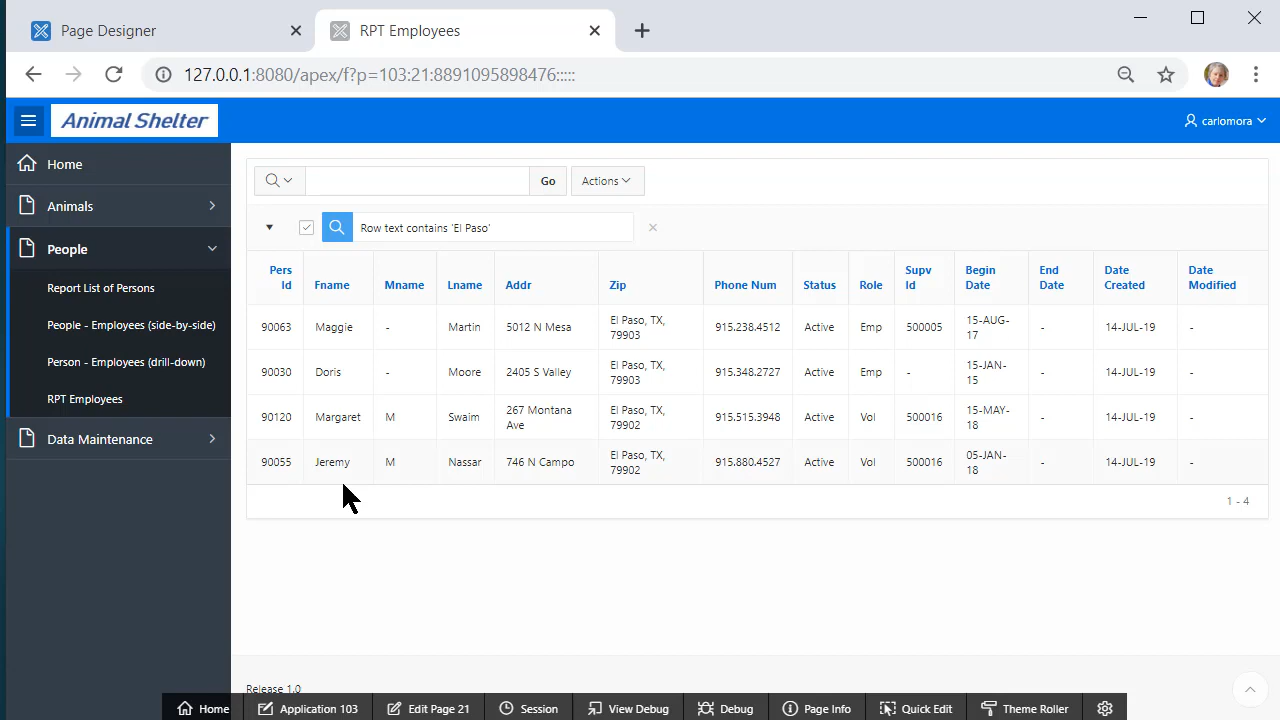 Page Designer
RPT Employees
127.0.0.1:8080/apex/f?p=103:21:8891095898476:::::
Animal Shelter
carlomora
Home
Animals
People
Report List of Persons
People - Employees (side-by-side)
Person - Employees (drill-down)
RPT Employees
Data Maintenance
Go
Actions
Row text contains 'El Paso'
Pers Id Fname Mname Lname Addr Zip Phone Num Status Role Supv Id Begin Date End Date Date Created Date Modified
90063 Maggie - Martin 5012 N Mesa El Paso, TX, 79903 915.238.4512 Active Emp 500005 15-AUG-17 - 14-JUL-19 -
90030 Doris - Moore 2405 S Valley El Paso, TX, 79903 915.348.2727 Active Emp - 15-JAN-15 - 14-JUL-19 -
90120 Margaret M Swaim 267 Montana Ave El Paso, TX, 79902 915.515.3948 Active Vol 500016 15-MAY-18 - 14-JUL-19 -
90055 Jeremy M Nassar 746 N Campo El Paso, TX, 79902 915.880.4527 Active Vol 500016 05-JAN-18 - 14-JUL-19 -
1 - 4
Release 1.0
Home Application 103 Edit Page 21 Session View Debug Debug Page Info Quick Edit Theme Roller